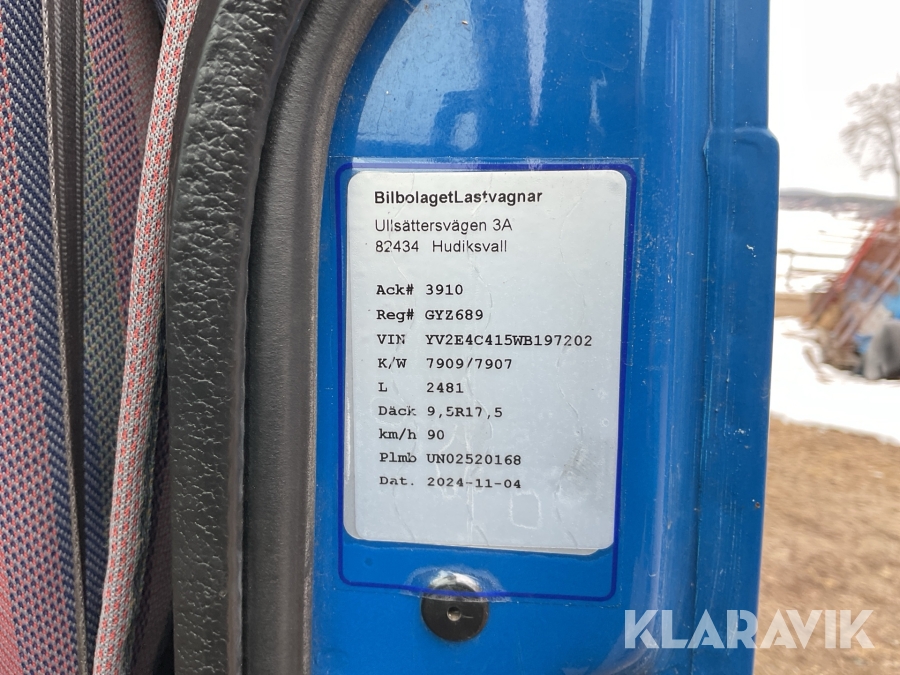 BilbolagetLastvagnar
Ullsättersvägen 3A
82434 Hudiksvall
Ack# 3910
Reg# GYZ689
VIN YV2E4C415WB197202
K/W 7909/7907
L 2481
Däck 9,5R17,5
km/h 90
Plmb UN02520168
Dat. 2024-11-04
KLARAVIK